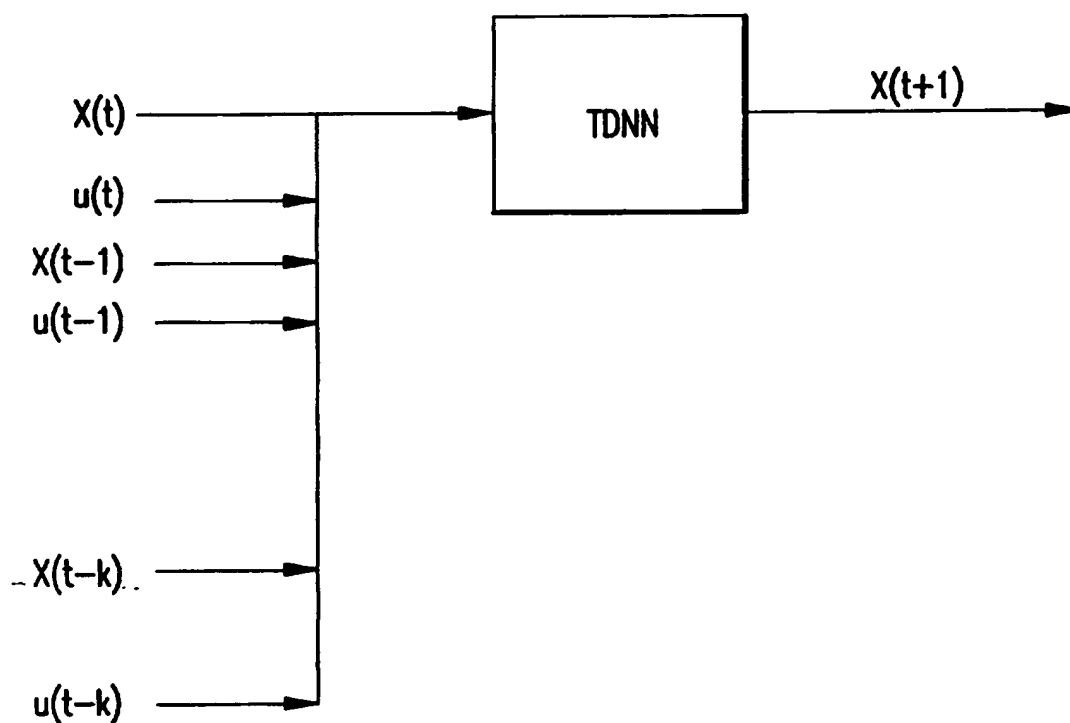 X(t+1)
X(t)
TDNN
u(t)
X(t-1)
u(t-1)
X(t-k)
u(t-k)